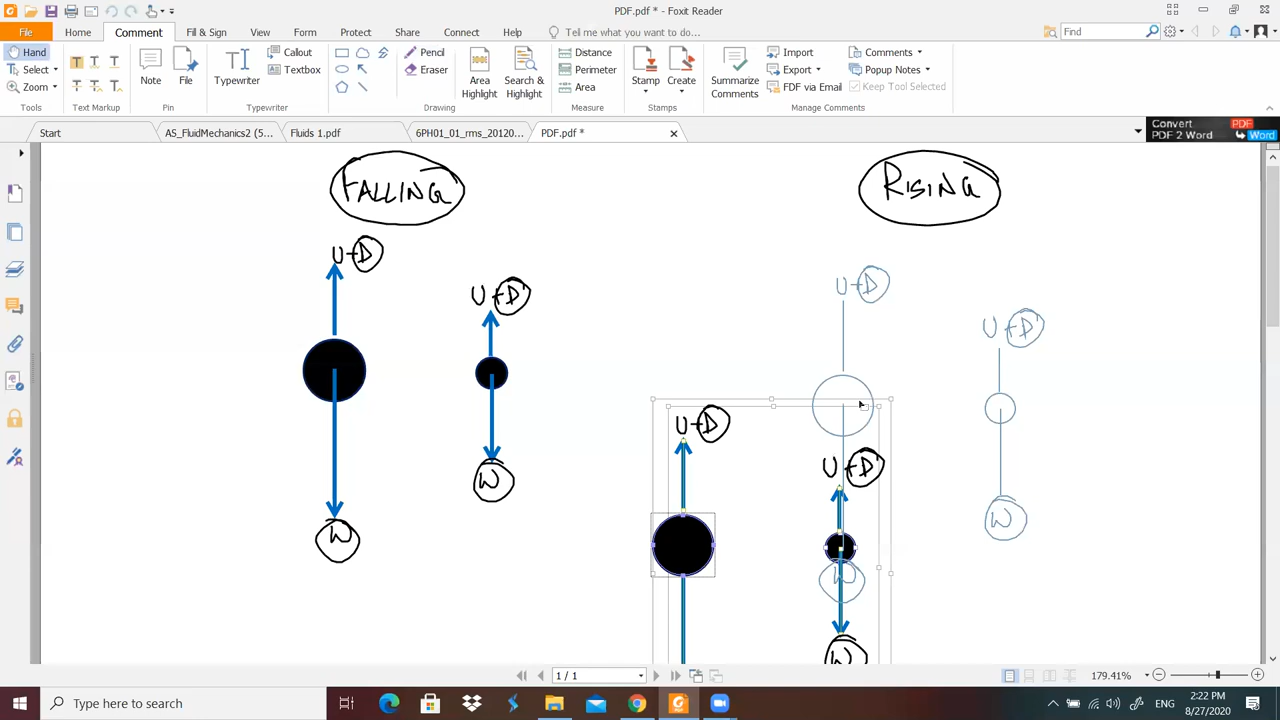 PDF.pdf * - Foxit Reader
File Home Comment Fill & Sign View Form Protect Share Connect Help Tell me what you want to do... Find
Hand Select Zoom Tools
Text Markup
Note File Pin
Typewriter Callout Textbox Typewriter
Pencil Eraser Area Highlight Search & Highlight Drawing
Distance Perimeter Area Measure
Stamp Create Stamps
Summarize Comments Import Export FDF via Email Comments Popup Notes Keep Tool Selected Manage Comments
Start AS_FluidMechanics2 (5... Fluids 1.pdf 6PH01_01_rms_20120... PDF.pdf *
Convert PDF 2 Word PDF Word
FALLING RISING
U+D
U+D'
W
W
U+D
U+D'
W
W
U+D
U+D'
W
1 / 1 179.41%
Type here to search
ENG 2:22 PM
8/27/2020